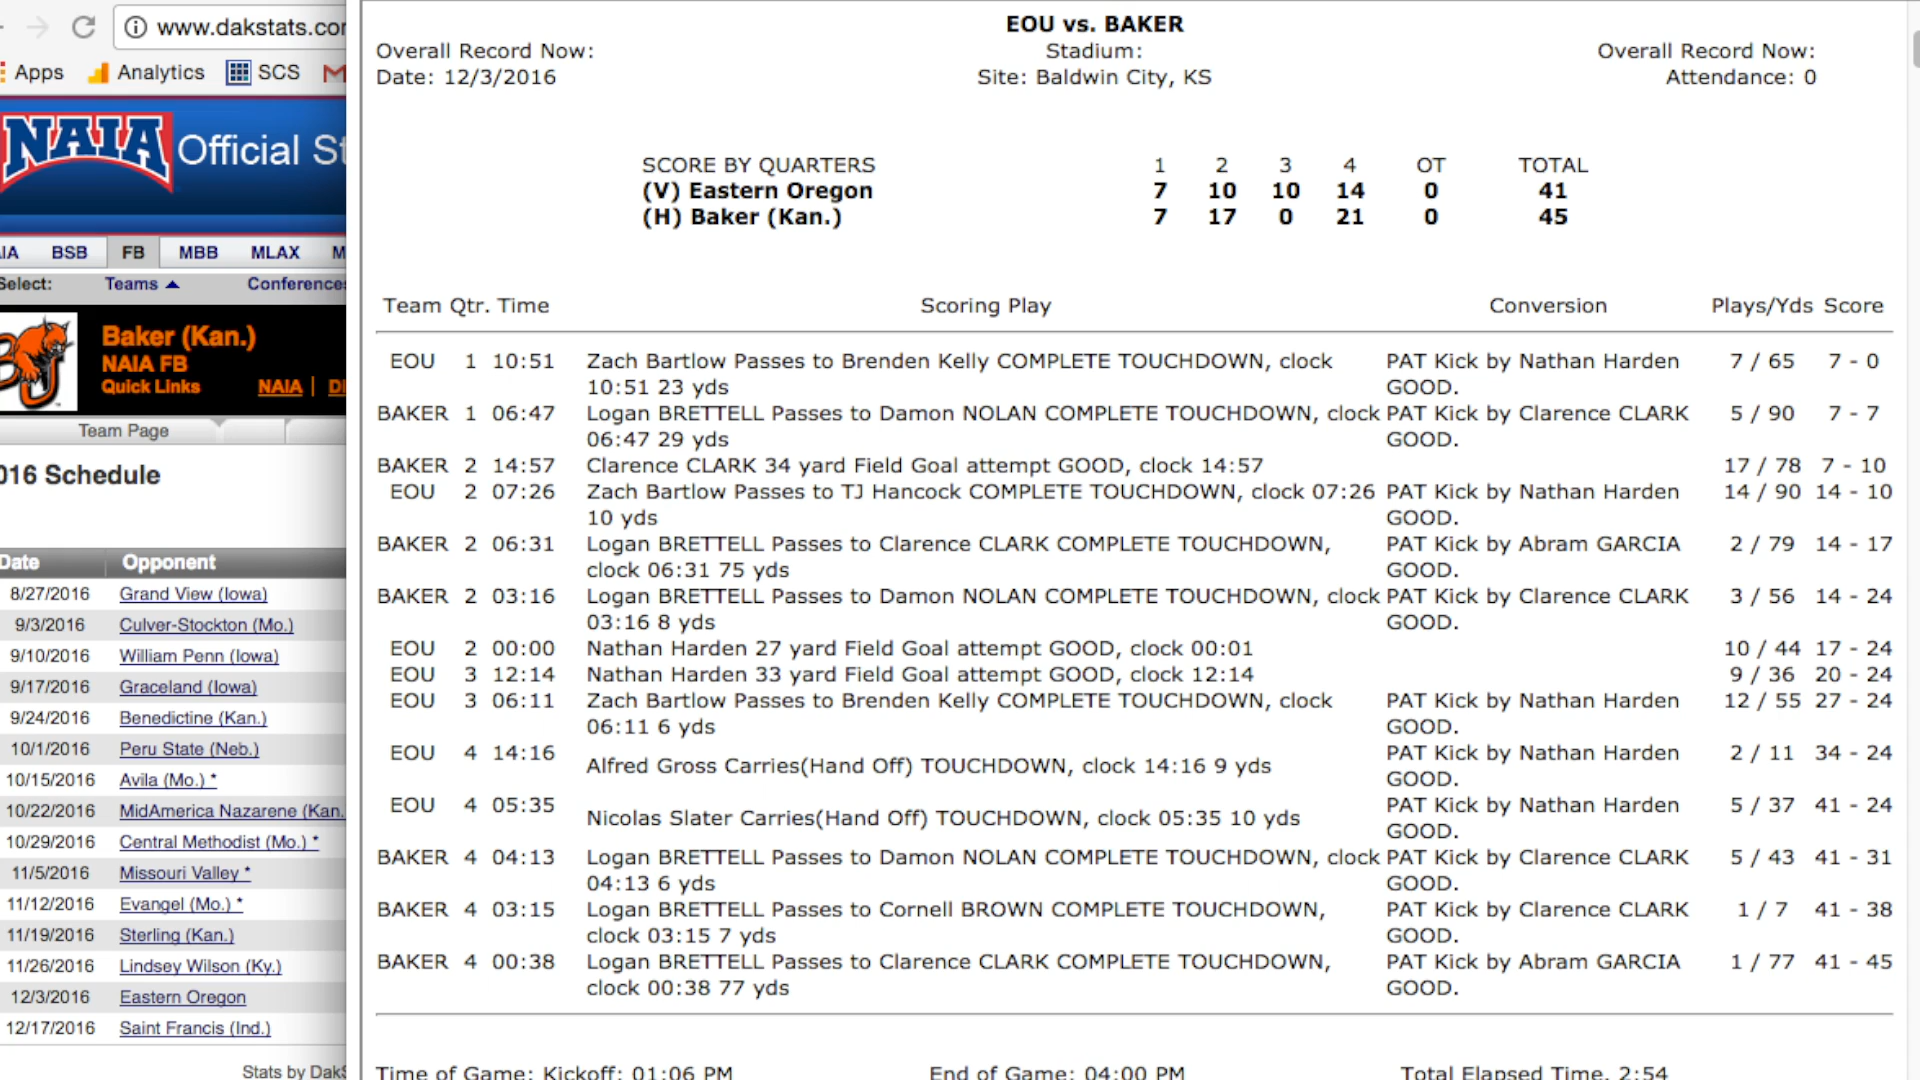 www.dakstats.co
Apps Analytics SCS
NAIA Official St
IA BSB FB MBB MLAX M
Select: Teams Conferences
Baker (Kan.)
NAIA FB
Quick Links NAIA | DI
Team Page
016 Schedule
Date Opponent
8/27/2016 Grand View (Iowa)
9/3/2016 Culver-Stockton (Mo.)
9/10/2016 William Penn (Iowa)
9/17/2016 Graceland (Iowa)
9/24/2016 Benedictine (Kan.)
10/1/2016 Peru State (Neb.)
10/15/2016 Avila (Mo.) *
10/22/2016 MidAmerica Nazarene (Kan.
10/29/2016 Central Methodist (Mo.) *
11/5/2016 Missouri Valley *
11/12/2016 Evangel (Mo.) *
11/19/2016 Sterling (Kan.)
11/26/2016 Lindsey Wilson (Ky.)
12/3/2016 Eastern Oregon
12/17/2016 Saint Francis (Ind.)
Stats by DakS
EOU vs. BAKER
Overall Record Now: Stadium: Overall Record Now:
Date: 12/3/2016 Site: Baldwin City, KS Attendance: 0
SCORE BY QUARTERS 1 2 3 4 OT TOTAL
(V) Eastern Oregon 7 10 10 14 0 41
(H) Baker (Kan.) 7 17 0 21 0 45
Team Qtr. Time Scoring Play Conversion Plays/Yds Score
EOU 1 10:51 Zach Bartlow Passes to Brenden Kelly COMPLETE TOUCHDOWN, clock PAT Kick by Nathan Harden 7 / 65 7 - 0
10:51 23 yds GOOD.
BAKER 1 06:47 Logan BRETTELL Passes to Damon NOLAN COMPLETE TOUCHDOWN, clock PAT Kick by Clarence CLARK 5 / 90 7 - 7
06:47 29 yds GOOD.
BAKER 2 14:57 Clarence CLARK 34 yard Field Goal attempt GOOD, clock 14:57 17 / 78 7 - 10
EOU 2 07:26 Zach Bartlow Passes to TJ Hancock COMPLETE TOUCHDOWN, clock 07:26 PAT Kick by Nathan Harden 14 / 90 14 - 10
10 yds GOOD.
BAKER 2 06:31 Logan BRETTELL Passes to Clarence CLARK COMPLETE TOUCHDOWN, PAT Kick by Abram GARCIA 2 / 79 14 - 17
clock 06:31 75 yds GOOD.
BAKER 2 03:16 Logan BRETTELL Passes to Damon NOLAN COMPLETE TOUCHDOWN, clock PAT Kick by Clarence CLARK 3 / 56 14 - 24
03:16 8 yds GOOD.
EOU 2 00:00 Nathan Harden 27 yard Field Goal attempt GOOD, clock 00:01 10 / 44 17 - 24
EOU 3 12:14 Nathan Harden 33 yard Field Goal attempt GOOD, clock 12:14 9 / 36 20 - 24
EOU 3 06:11 Zach Bartlow Passes to Brenden Kelly COMPLETE TOUCHDOWN, clock PAT Kick by Nathan Harden 12 / 55 27 - 24
06:11 6 yds GOOD.
EOU 4 14:16 Alfred Gross Carries(Hand Off) TOUCHDOWN, clock 14:16 9 yds PAT Kick by Nathan Harden 2 / 11 34 - 24
GOOD.
EOU 4 05:35 Nicolas Slater Carries(Hand Off) TOUCHDOWN, clock 05:35 10 yds PAT Kick by Nathan Harden 5 / 37 41 - 24
GOOD.
BAKER 4 04:13 Logan BRETTELL Passes to Damon NOLAN COMPLETE TOUCHDOWN, clock PAT Kick by Clarence CLARK 5 / 43 41 - 31
04:13 6 yds GOOD.
BAKER 4 03:15 Logan BRETTELL Passes to Cornell BROWN COMPLETE TOUCHDOWN, PAT Kick by Clarence CLARK 1 / 7 41 - 38
clock 03:15 7 yds GOOD.
BAKER 4 00:38 Logan BRETTELL Passes to Clarence CLARK COMPLETE TOUCHDOWN, PAT Kick by Abram GARCIA 1 / 77 41 - 45
clock 00:38 77 yds GOOD.
Time of Game: Kickoff: 01:06 PM End of Game: 04:00 PM Total Elapsed Time. 2:54